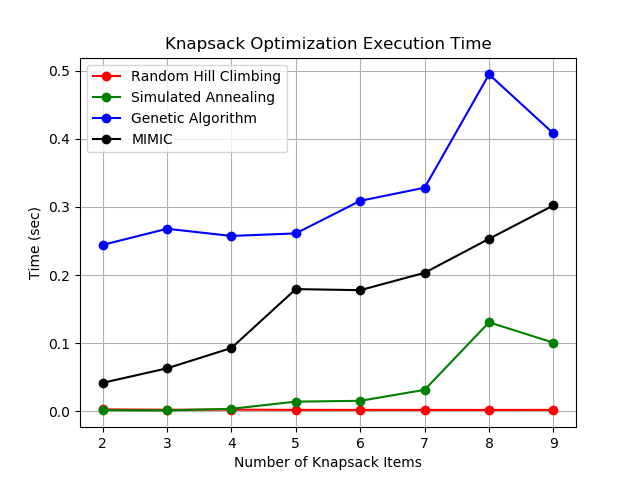 Knapsack Optimization Execution Time
Random Hill Climbing
Simulated Annealing
Genetic Algorithm
MIMIC
Time (sec)
0.5
0.4
0.3
0.2
0.1
0.0
2 3 4 5 6 7 8 9
Number of Knapsack Items